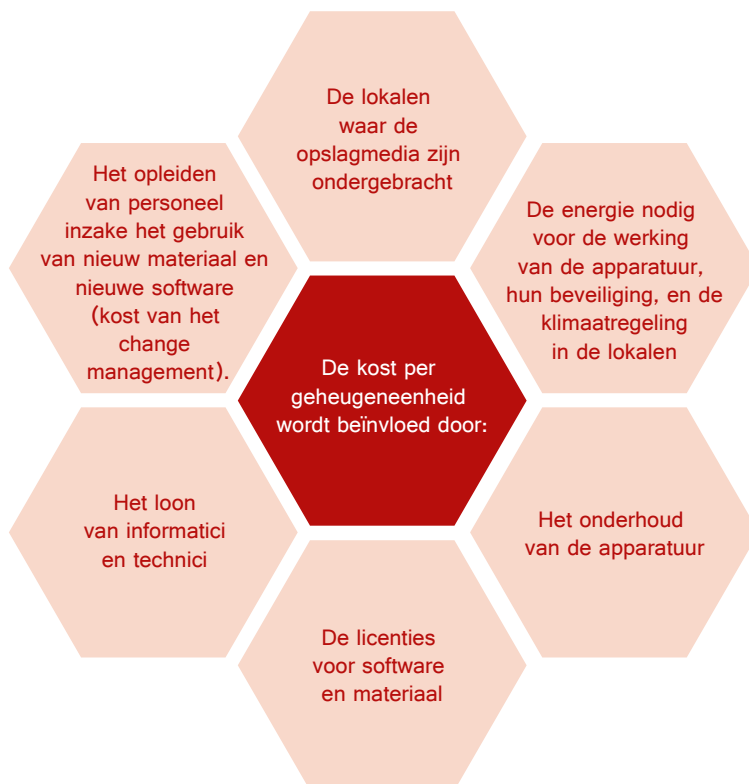 De lokalen
waar de
opslagmedia zijn
ondergebracht
Het opleiden
van personeel
inzake het gebruik
van nieuw materiaal en
nieuwe software
(kost van het
change
management).
De energie nodig
voor de werking
van de apparatuur,
hun beveiliging, en de
klimaatregeling
in de lokalen
De kost per
geheugeneenheid
wordt beïnvloed door:
Het loon
van informatici
en technici
Het onderhoud
van de apparatuur
De licenties
voor software
en materiaal